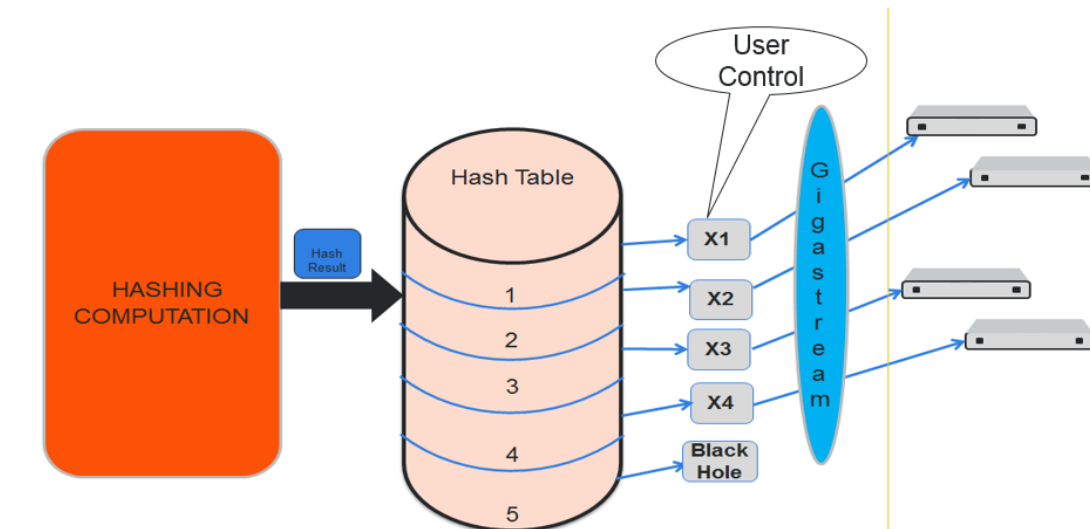 User
Control
Hash Table
Hash
Result
HASHING
COMPUTATION
1
2
3
4
5
X1
X2
X3
X4
Black
Hole
Gigastream